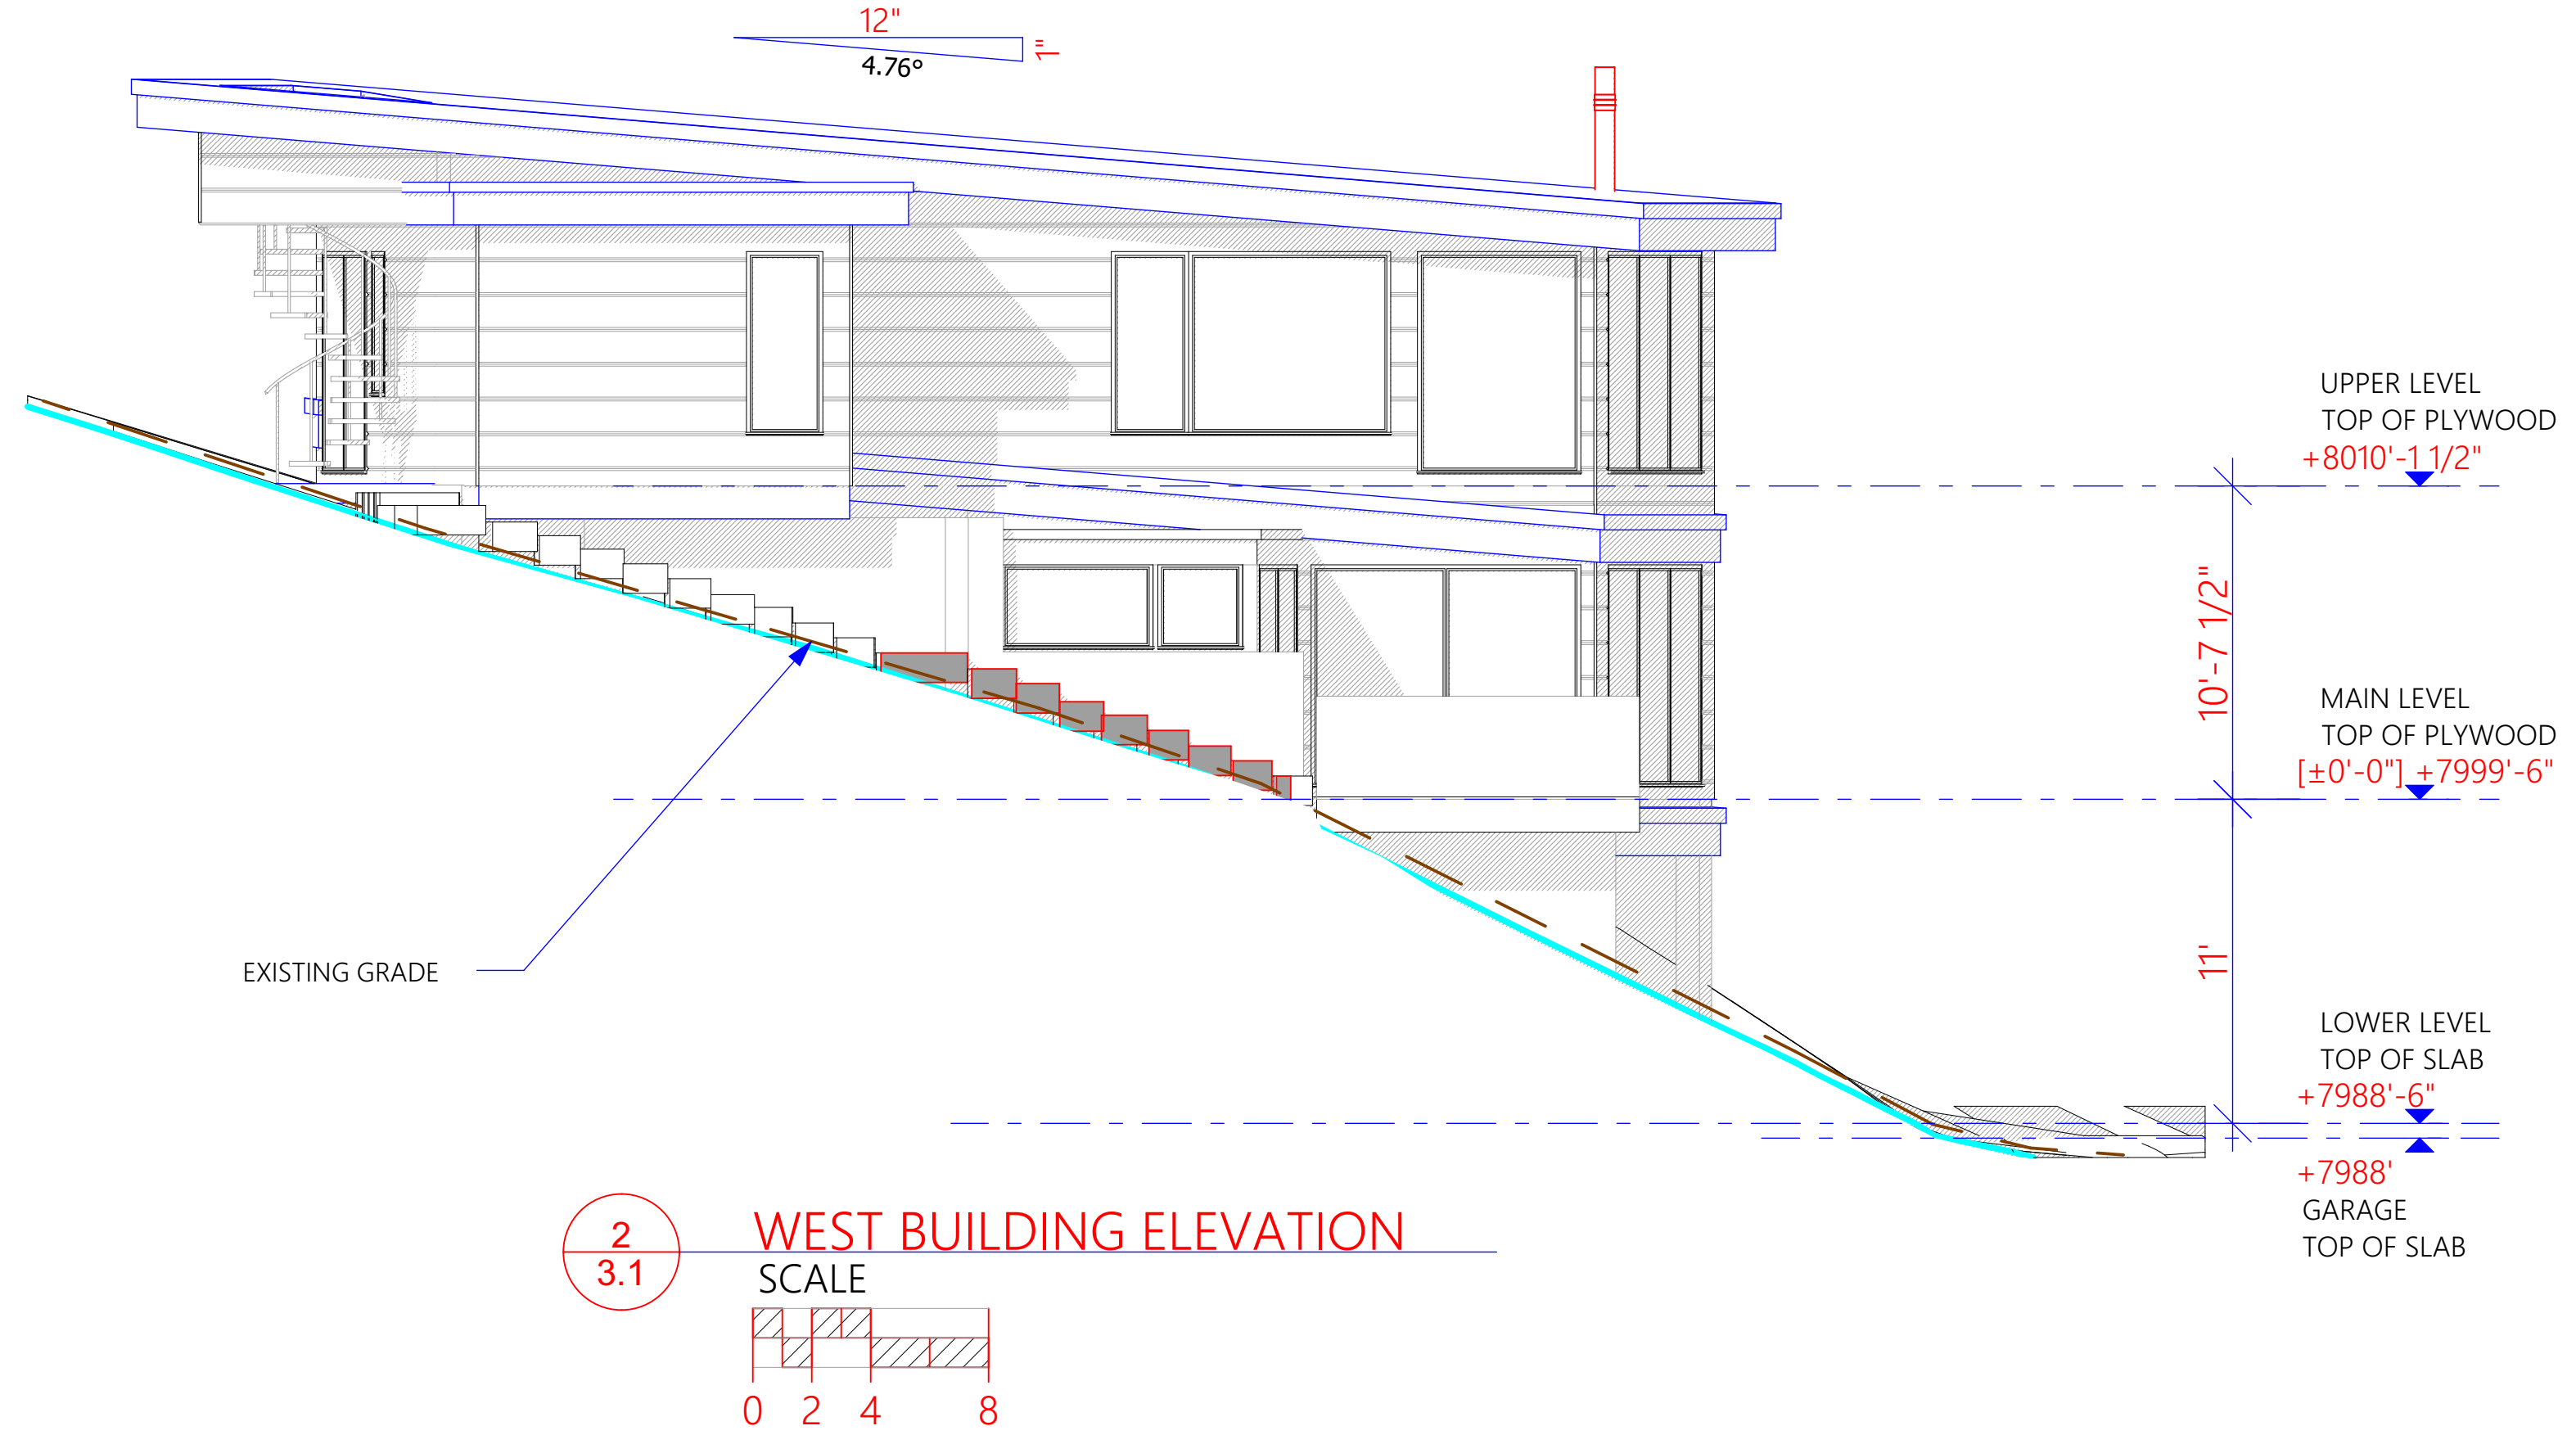 12"
1"
4.76°
UPPER LEVEL
TOP OF PLYWOOD
+8010'-1 1/2"
10'-7 1/2"
MAIN LEVEL
TOP OF PLYWOOD
[±0'-0"] +7999'-6"
11'
EXISTING GRADE
LOWER LEVEL
TOP OF SLAB
+7988'-6"
+7988'
GARAGE
TOP OF SLAB
2
3.1
WEST BUILDING ELEVATION
SCALE
0 2 4 8